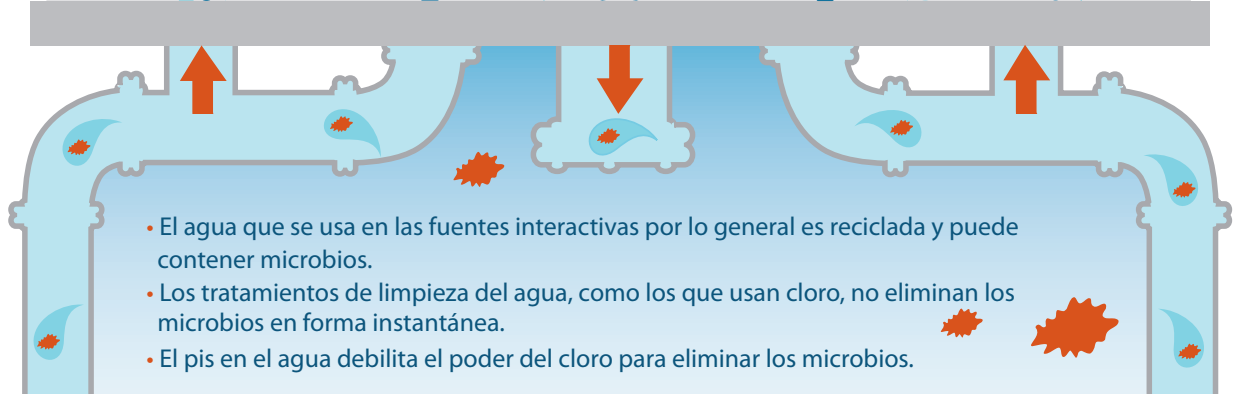 • El agua que se usa en las fuentes interactivas por lo general es reciclada y puede
contener microbios.
• Los tratamientos de limpieza del agua, como los que usan cloro, no eliminan los
microbios en forma instantánea.
• El pis en el agua debilita el poder del cloro para eliminar los microbios.